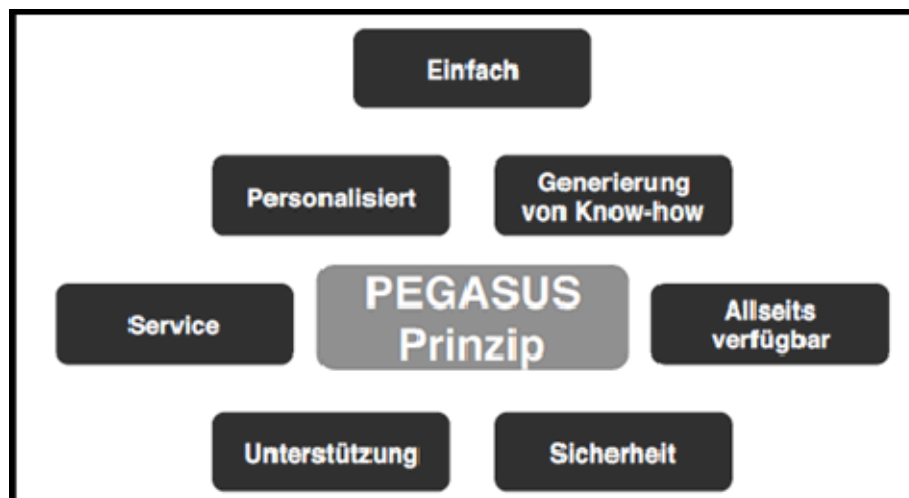 Einfach
Personalisiert
Generierung
von Know-how
Service
PEGASUS
Prinzip
Allseits
verfügbar
Unterstützung
Sicherheit